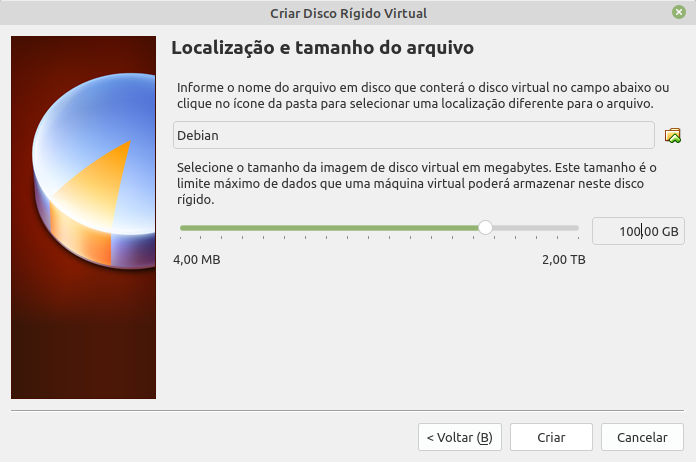 Criar Disco Rígido Virtual
Localização e tamanho do arquivo
Informe o nome do arquivo em disco que conterá o disco virtual no campo abaixo ou
clique no ícone da pasta para selecionar uma localização diferente para o arquivo.
Debian
Selecione o tamanho da imagem de disco virtual em megabytes. Este tamanho é o
limite máximo de dados que uma máquina virtual poderá armazenar neste disco
rígido.
100,00 GB
4,00 MB 2,00 TB
< Voltar (B) Criar Cancelar